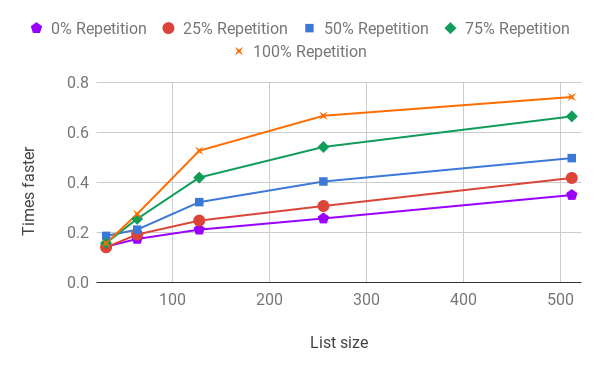 0% Repetition 25% Repetition 50% Repetition 75% Repetition
100% Repetition
0.8
0.6
0.4
0.2
0.0
Times faster
100 200 300 400 500
List size